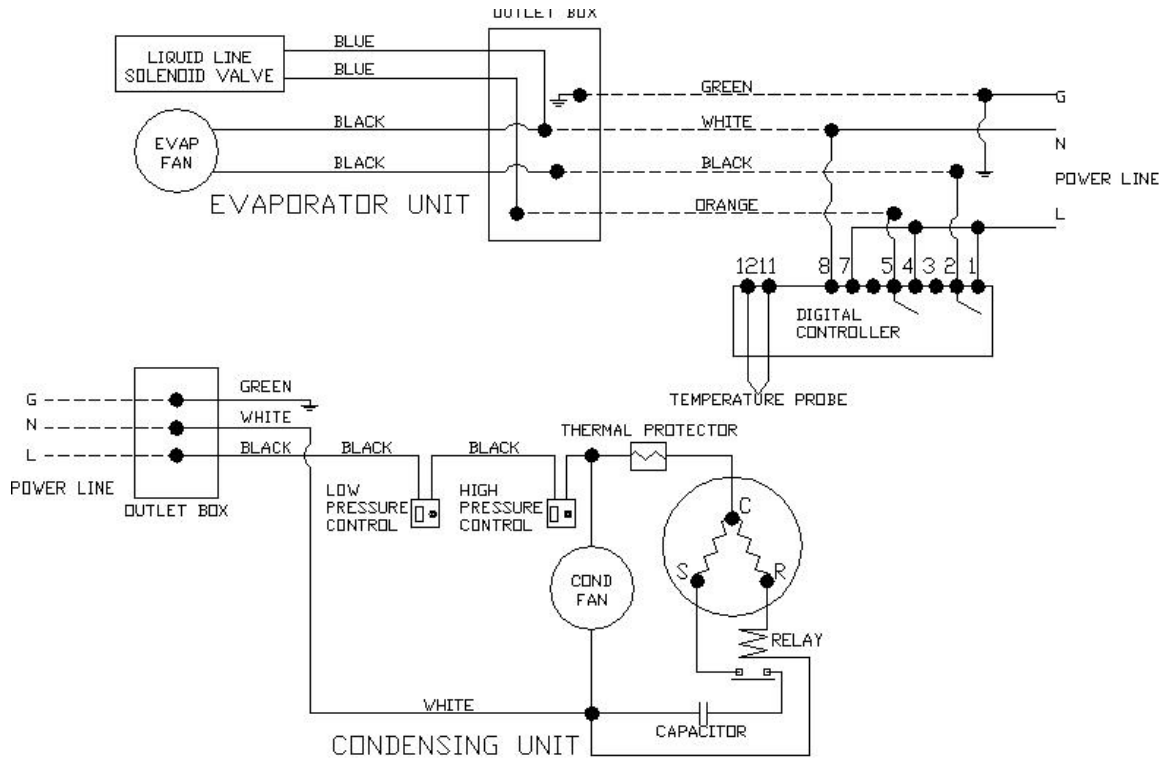 OUTLET BOX
BLUE
LIQUID LINE
SOLENOID VALVE
BLUE
GREEN
G
BLACK
WHITE
EVAP
FAN
N
BLACK
BLACK
POWER LINE
EVAPORATOR UNIT
ORANGE
L
12 11 8 7 5 4 3 2 1
DIGITAL
CONTROLLER
TEMPERATURE PROBE
G
GREEN
N
WHITE
L
BLACK
BLACK
BLACK
THERMAL PROTECTOR
POWER LINE
OUTLET BOX
LOW
PRESSURE
CONTROL
HIGH
PRESSURE
CONTROL
C
S
R
COND
FAN
RELAY
WHITE
CAPACITOR
CONDENSING UNIT